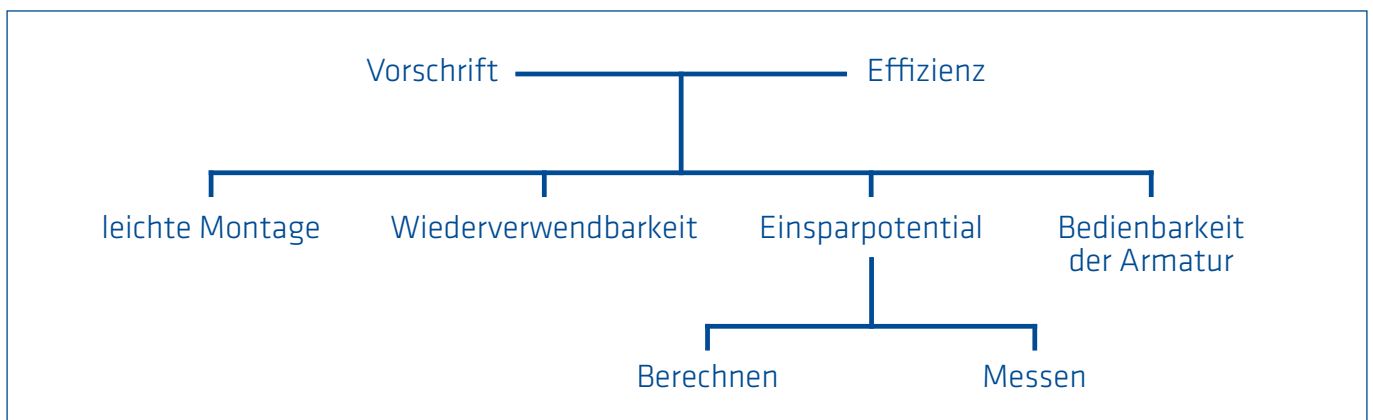 Vorschrift
Effizienz
leichte Montage
Wiederverwendbarkeit
Einsparpotential
Bedienbarkeit
der Armatur
Berechnen
Messen